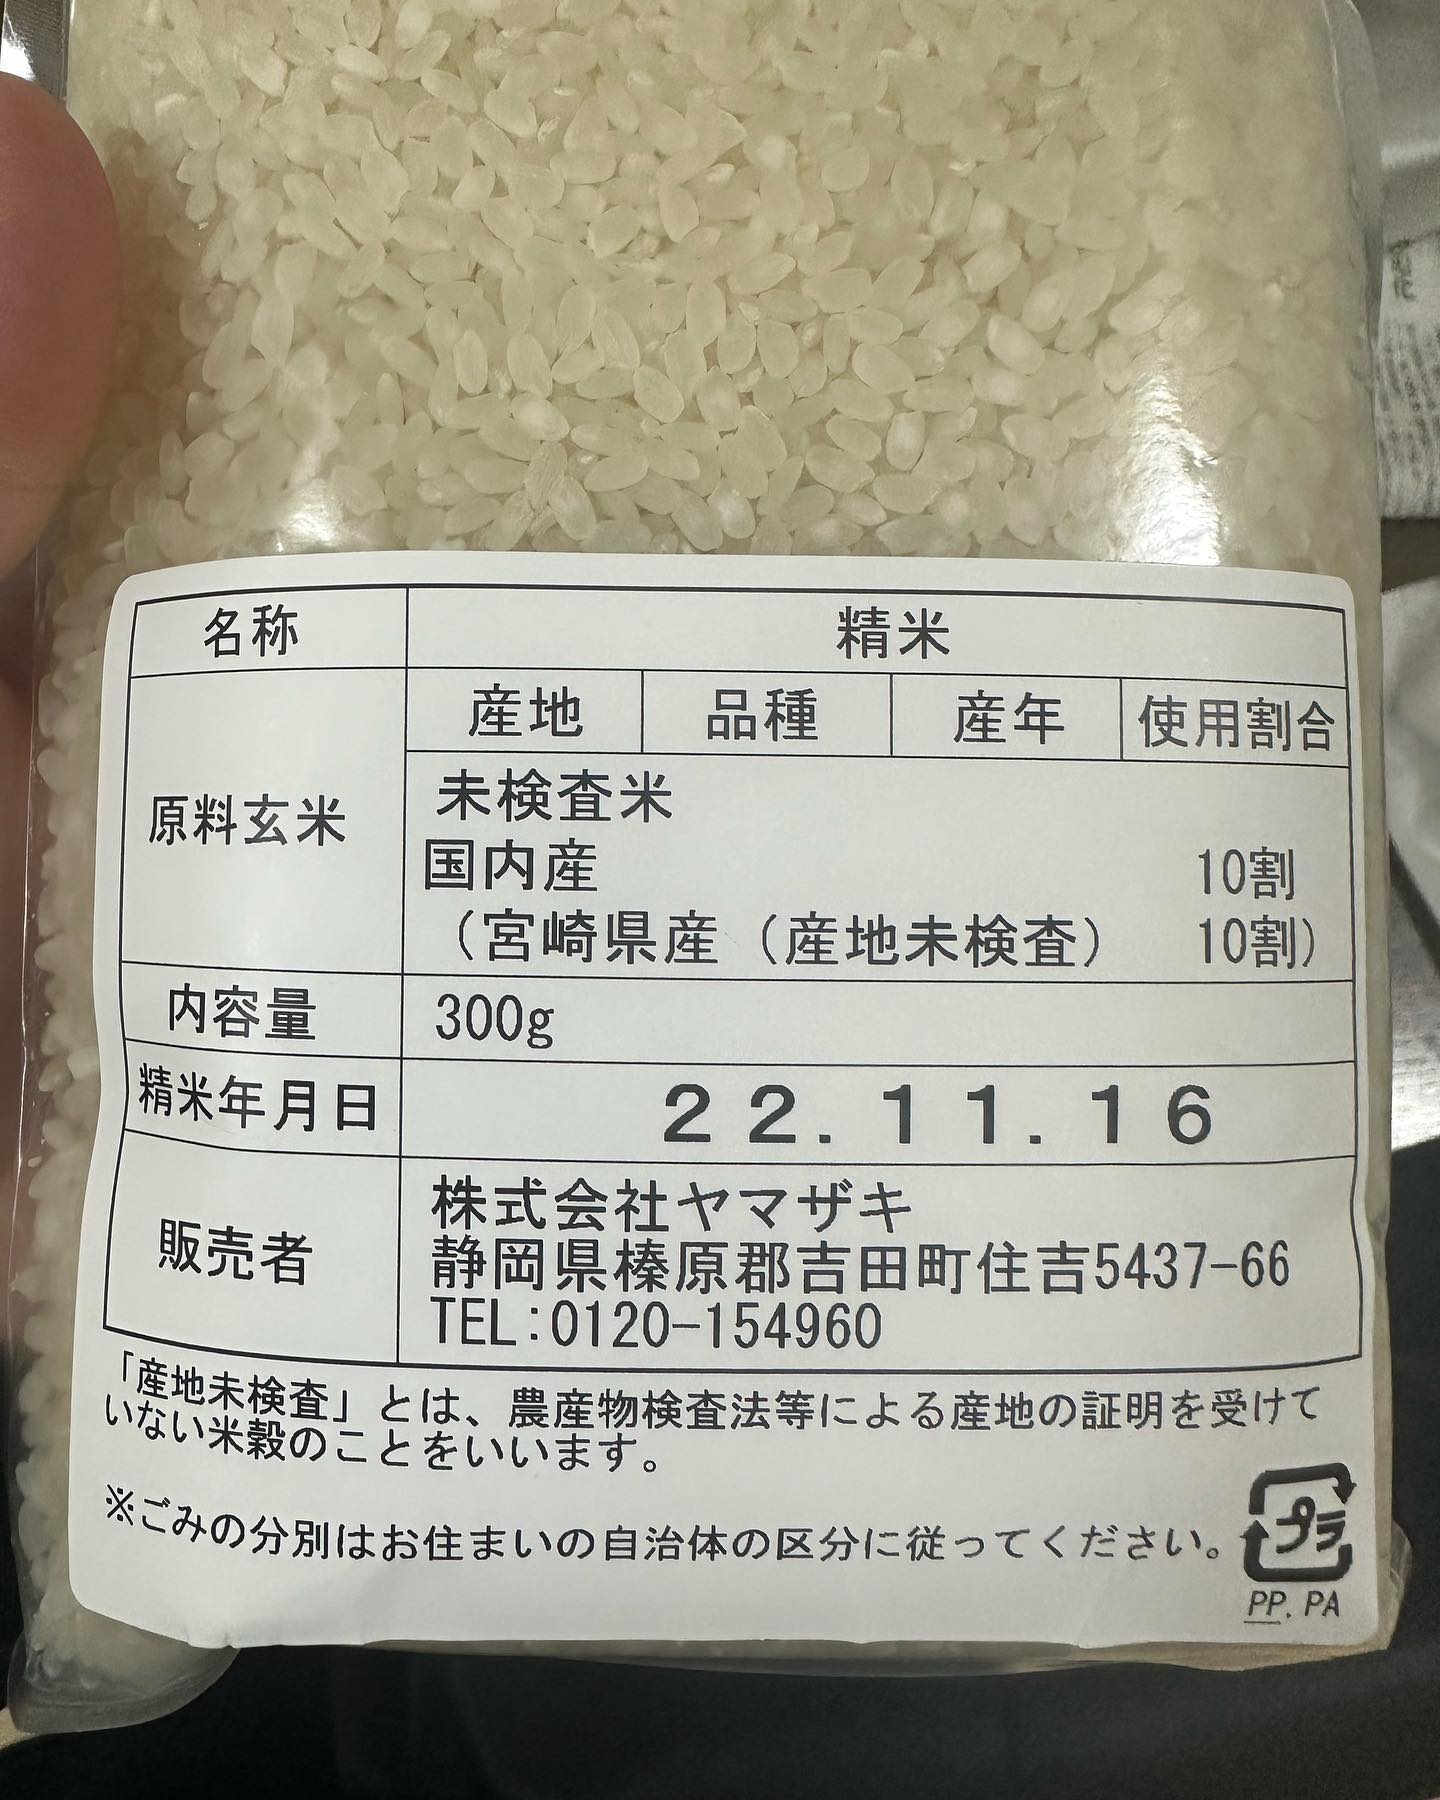 名称 精米
原料玄米 産地 品種 産年 使用割合
未検査米
国内産 10割
（宮崎県産（産地未検査） 10割）
内容量 300g
精米年月日 22.11.16
販売者 株式会社ヤマザキ
静岡県榛原郡吉田町住吉5437-66
TEL:0120-154960
「産地未検査」とは、農産物検査法等による産地の証明を受けて
いない米穀のことをいいます。
※ごみの分別はお住まいの自治体の区分に従ってください。
プラ
PP. PA